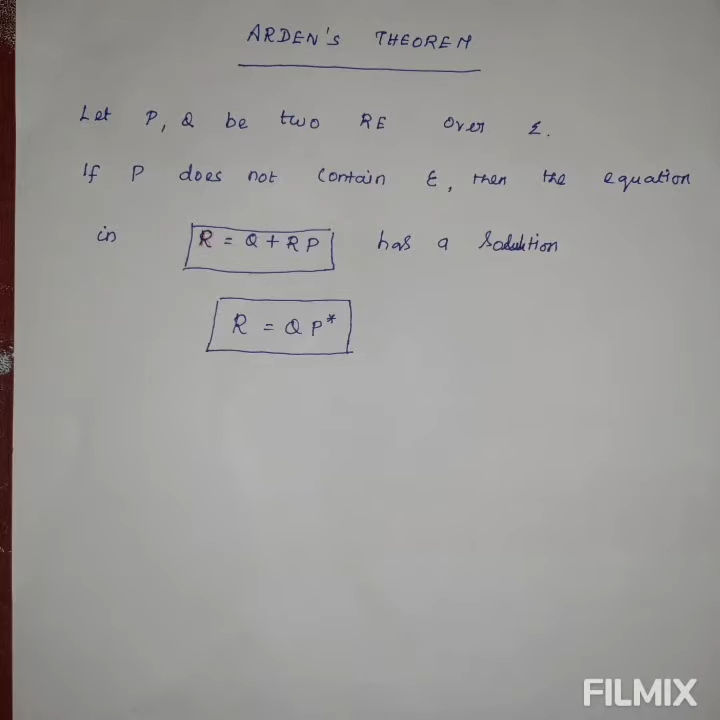 ARDEN'S THEOREM
Let P, Q be two RE over Σ.
If P does not contain ε, then the equation
in R = Q + RP has a solution
R = QP*
FILMIX